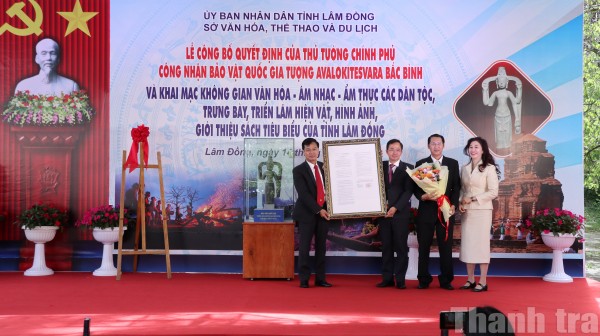 ỦY BAN NHÂN DÂN TỈNH LÂM ĐỒNG
SỞ VĂN HÓA, THỂ THAO VÀ DU LỊCH
LỄ CÔNG BỐ QUYẾT ĐỊNH CỦA THỦ TƯỚNG CHÍNH PHỦ
CÔNG NHẬN BẢO VẬT QUỐC GIA TƯỢNG AVALOKITESVARA BẮC BÌNH
VÀ KHAI MẠC KHÔNG GIAN VĂN HÓA - ÂM NHẠC - ẨM THỰC CÁC DÂN TỘC,
TRƯNG BÀY, TRIỂN LÃM HIỆN VẬT, HÌNH ẢNH,
GIỚI THIỆU SÁCH TIÊU BIỂU CỦA TỈNH LÂM ĐỒNG
Lâm Đồng,
Thanh tra